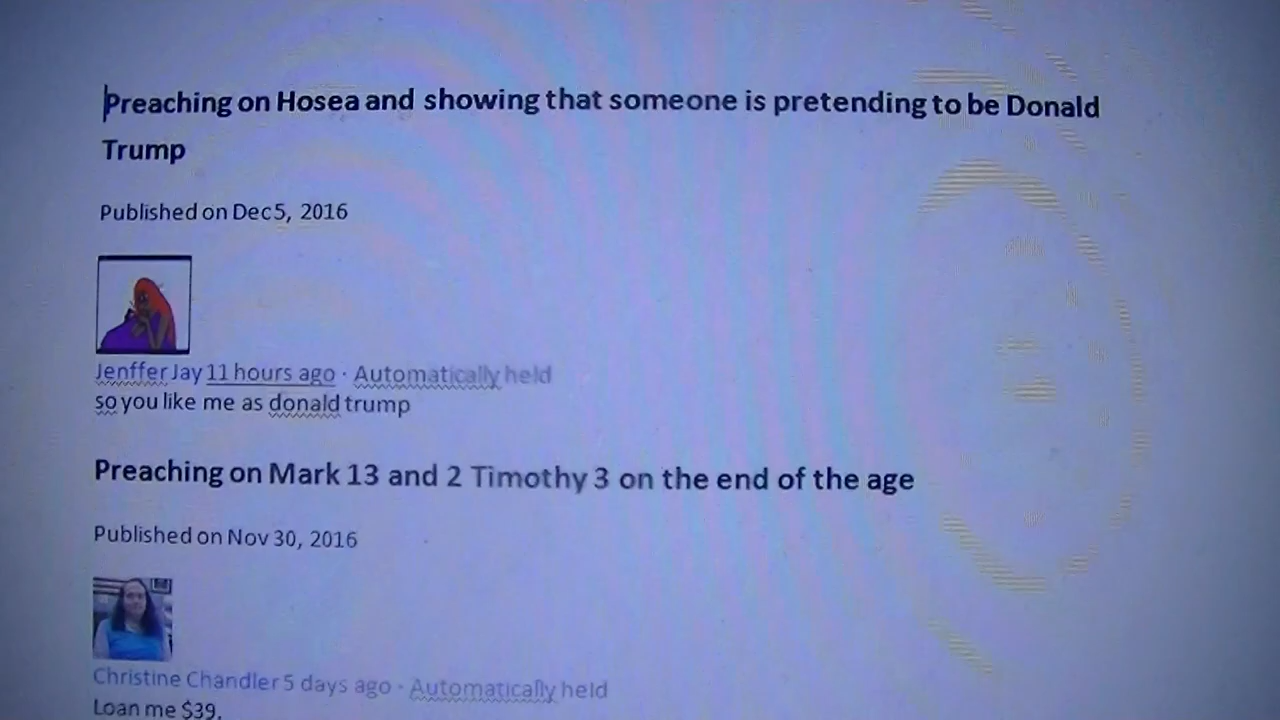 Preaching on Hosea and showing that someone is pretending to be Donald
Trump
Published on Dec 5, 2016
Jenffer Jay 11 hours ago · Automatically held
so you like me as donald trump
Preaching on Mark 13 and 2 Timothy 3 on the end of the age
Published on Nov 30, 2016
Christine Chandler 5 days ago · Automatically held
Loan me $39,